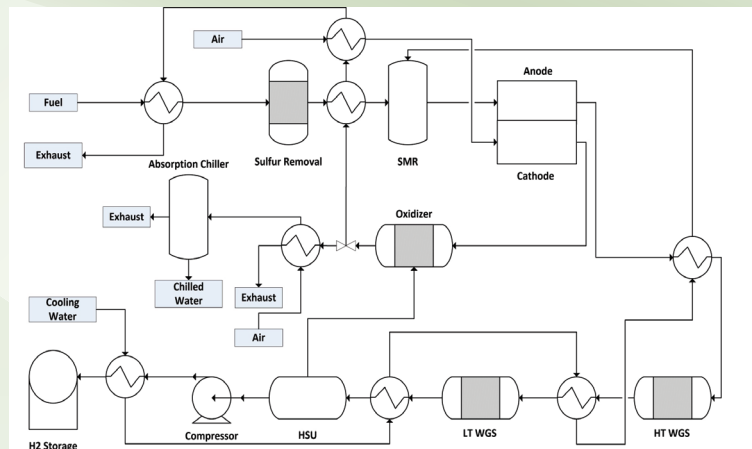 Air
Fuel
Exhaust
Sulfur Removal
SMR
Anode
Cathode
Absorption Chiller
Exhaust
Oxidizer
Chilled
Water
Exhaust
Air
Cooling
Water
H2 Storage
Compressor
HSU
LT WGS
HT WGS